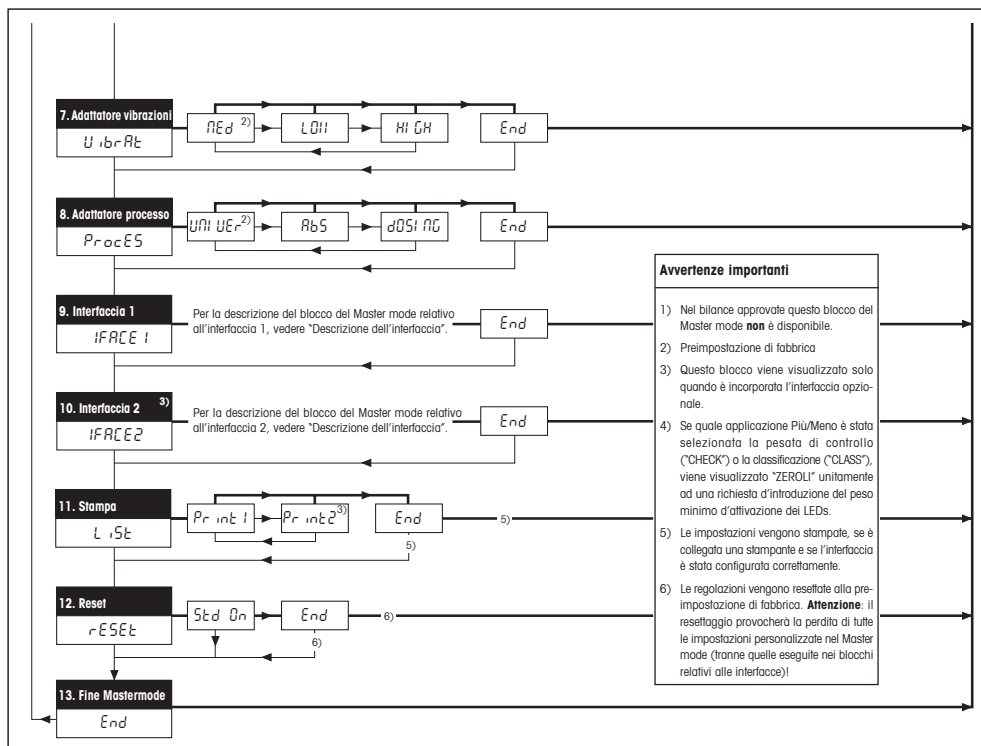 7. Adattatore vibrazioni
VibrAt
MEd 2)
LOW
HIGH
End
8. Adattatore processo
ProcES
UNIVEr 2)
AbS
dOSING
End
9. Interfaccia 1
IFACE1
Per la descrizione del blocco del Master mode relativo
all'interfaccia 1, vedere "Descrizione dell'interfaccia".
End
10. Interfaccia 2 3)
IFACE2
Per la descrizione del blocco del Master mode relativo
all'interfaccia 2, vedere "Descrizione dell'interfaccia".
End
11. Stampa
LiSt
Print1
Print2 3)
End
5)
5)
12. Reset
rESEt
Std On
End
6)
6)
13. Fine Mastermode
End
Avvertenze importanti
1) Nel bilance approvate questo blocco del
Master mode non è disponibile.
2) Preimpostazione di fabbrica
3) Questo blocco viene visualizzato solo
quando è incorporata l'interfaccia opzio-
nale.
4) Se quale applicazione Più/Meno è stata
selezionata la pesata di controllo
("CHECK") o la classificazione ("CLASS"),
viene visualizzato "ZEROLI" unitamente
ad una richiesta d'introduzione del peso
minimo d'attivazione dei LEDs.
5) Le impostazioni vengono stampate, se è
collegata una stampante e se l'interfaccia
è stata configurata correttamente.
6) Le regolazioni vengono resettate alla pre-
impostazione di fabbrica. Attenzione: il
resettaggio provocherà la perdita di tutte
le impostazioni personalizzate nel Master
mode (tranne quelle eseguite nei blocchi
relativi alle interfacce)!